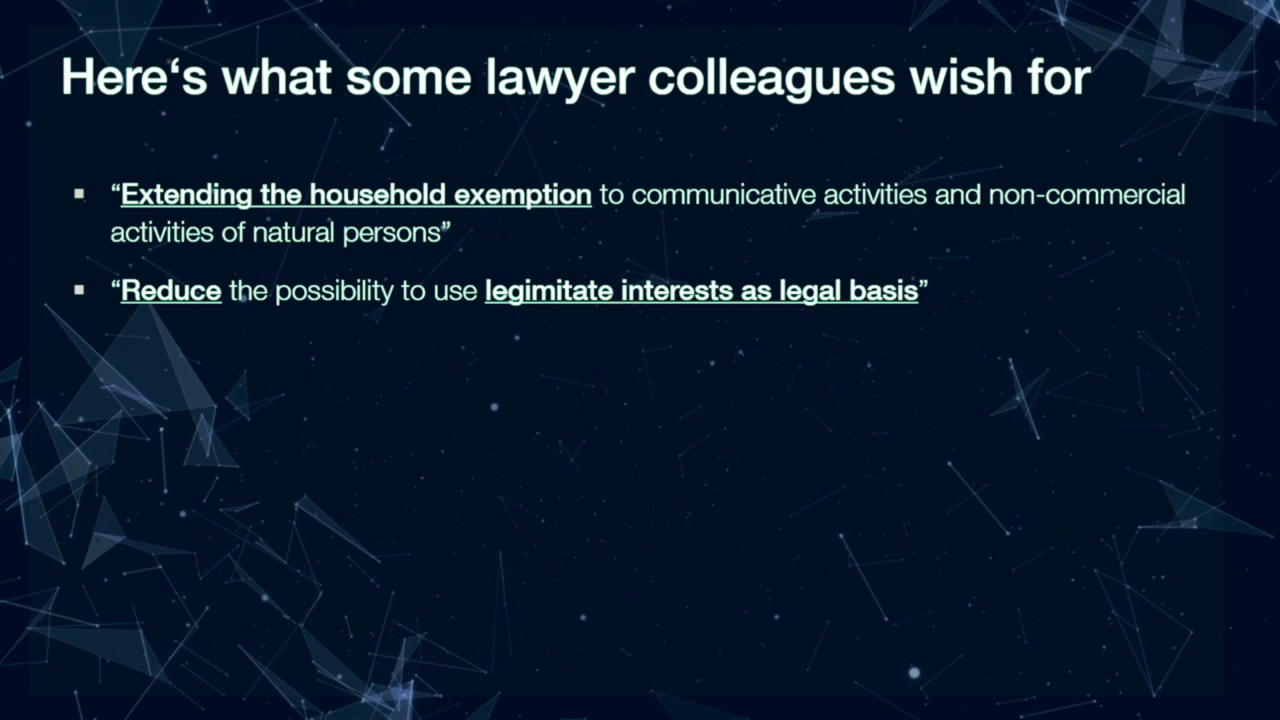 Here‘s what some lawyer colleagues wish for
▪ “Extending the household exemption to communicative activities and non-commercial
activities of natural persons”
▪ “Reduce the possibility to use legimitate interests as legal basis”